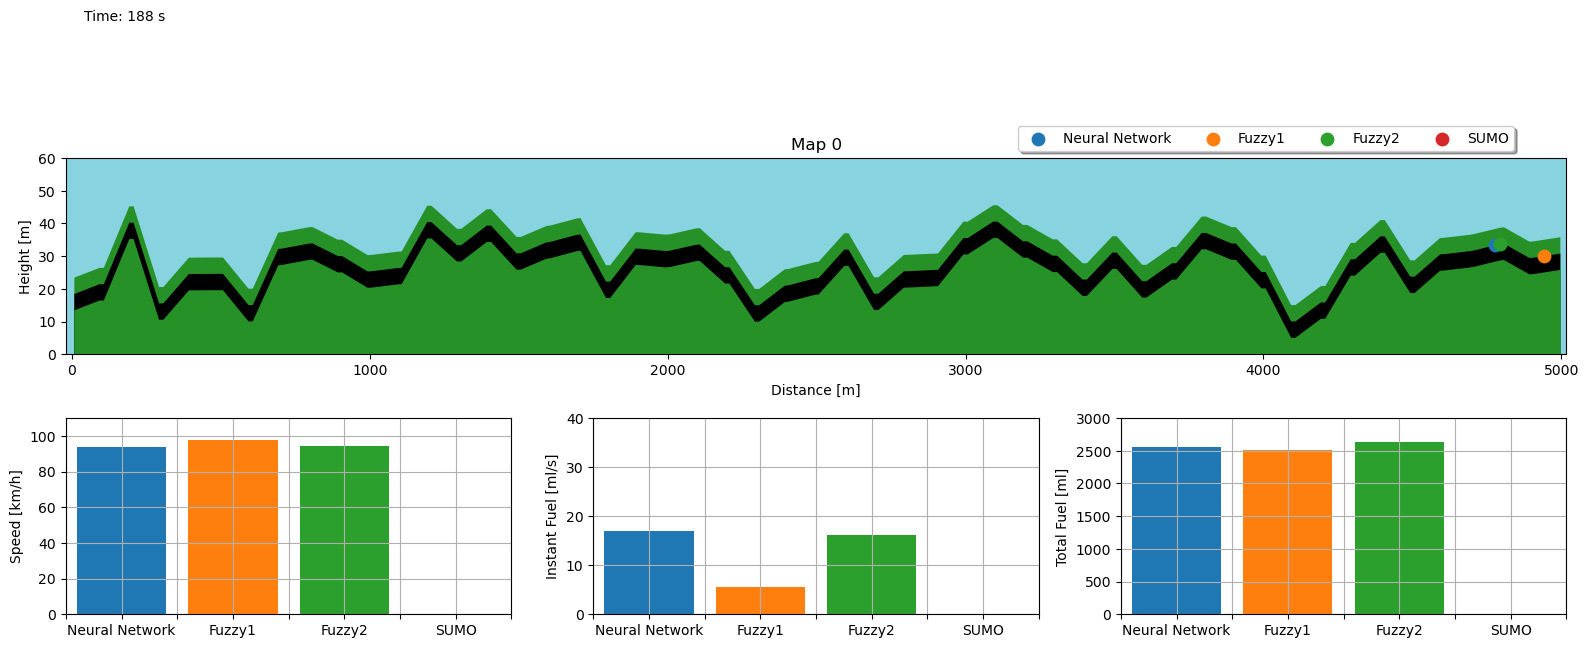 Time: 188 s
Neural Network Fuzzy1 Fuzzy2 SUMO
Map 0
Height [m]
60
50
40
30
20
10
0
0 1000 2000 3000 4000 5000
Distance [m]
Speed [km/h]
100
80
60
40
20
0
Neural Network Fuzzy1 Fuzzy2 SUMO
Instant Fuel [ml/s]
40
30
20
10
0
Neural Network Fuzzy1 Fuzzy2 SUMO
Total Fuel [ml]
3000
2500
2000
1500
1000
500
0
Neural Network Fuzzy1 Fuzzy2 SUMO